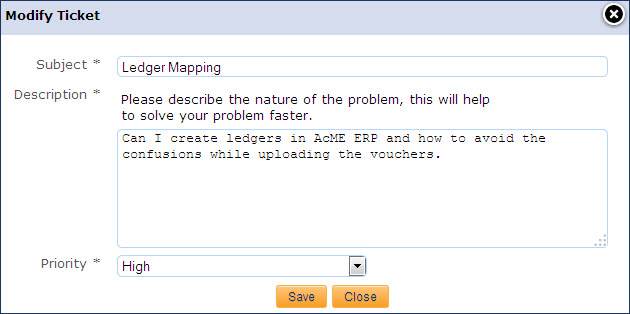 Modify Ticket
Subject *
Ledger Mapping
Description *
Please describe the nature of the problem, this will help
to solve your problem faster.
Can I create ledgers in AcME ERP and how to avoid the
confusions while uploading the vouchers.
Priority *
High
Save
Close